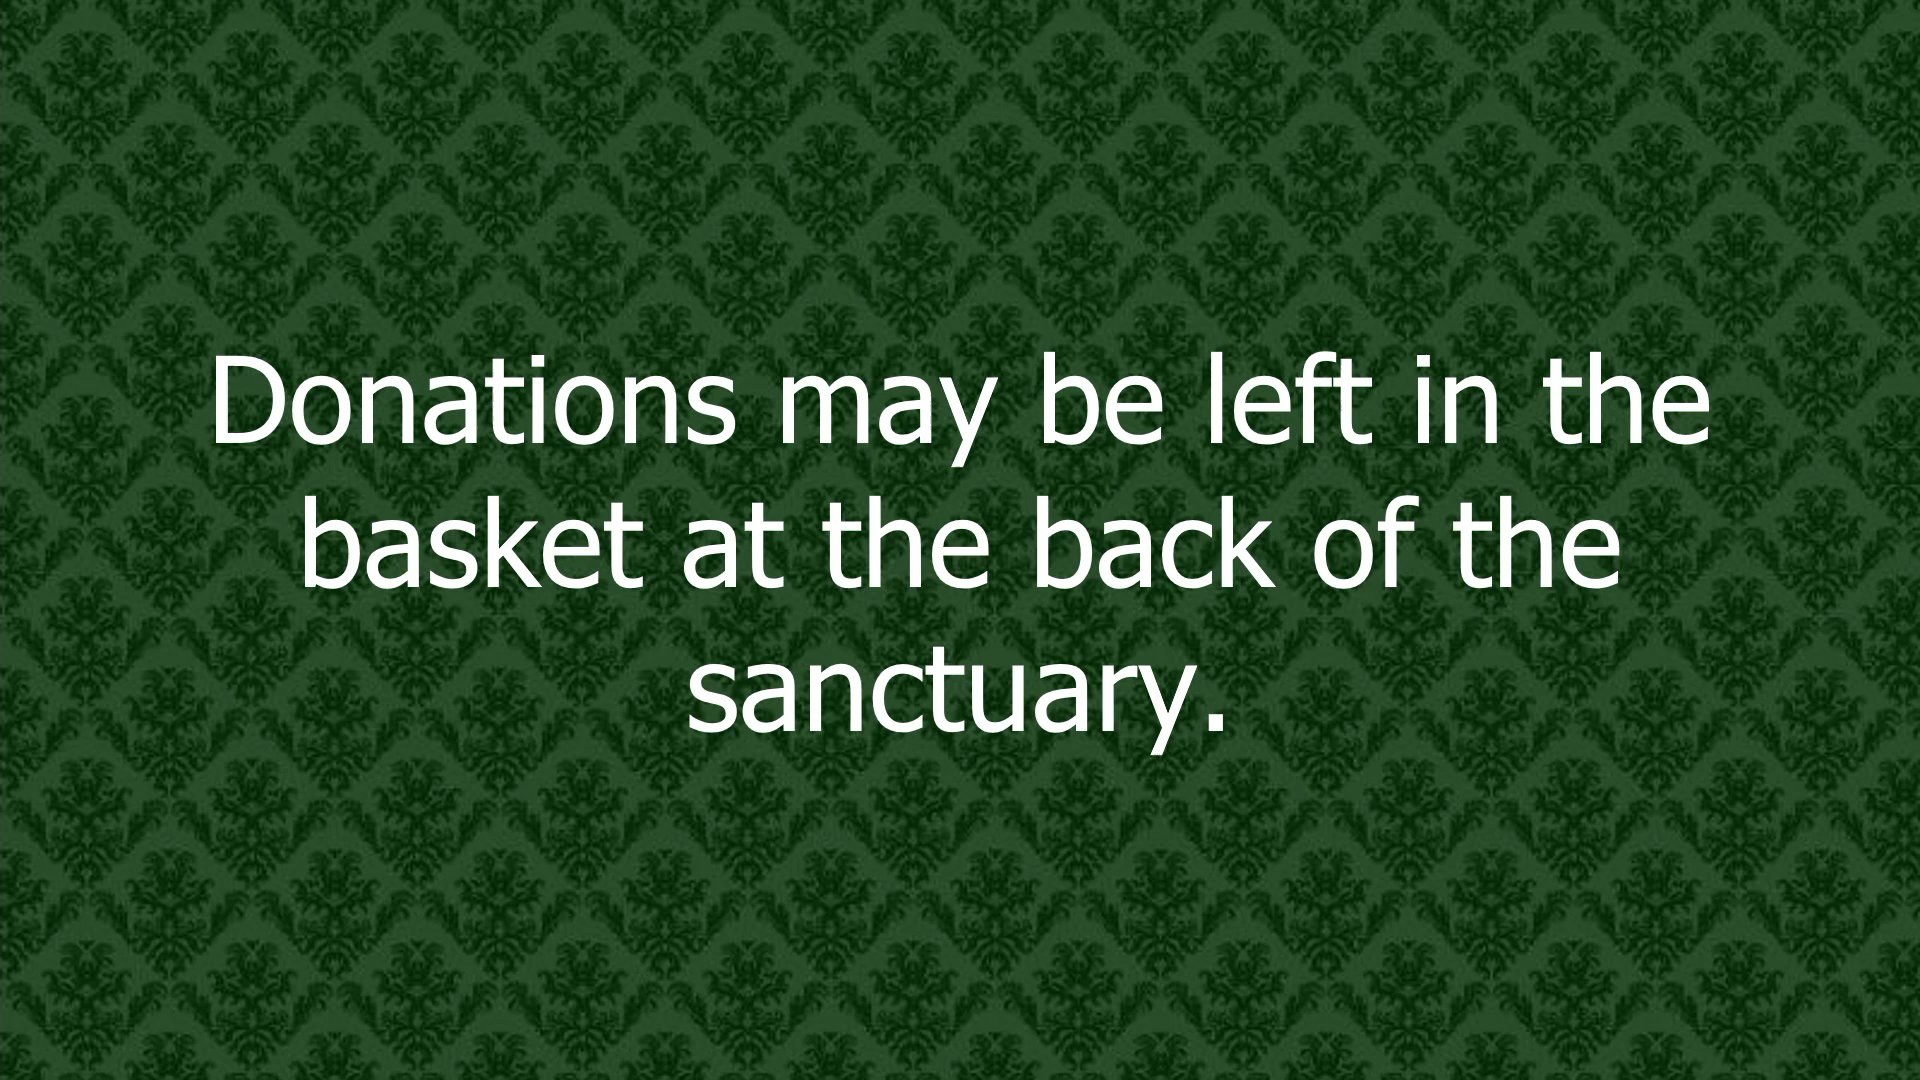 Donations may be left in the
basket at the back of the
sanctuary.